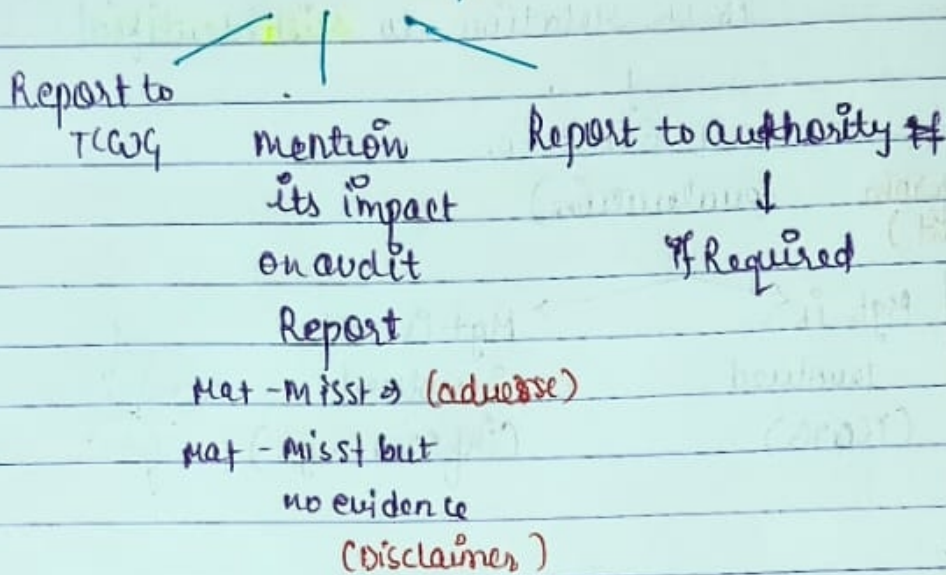 Report to
TCWG
mention
its impact
on audit
Report
Mat - Misst ⇒ (adverse)
Mat - Misst but
no evidence
(Disclaimer)
Report to authority
↓
If Required